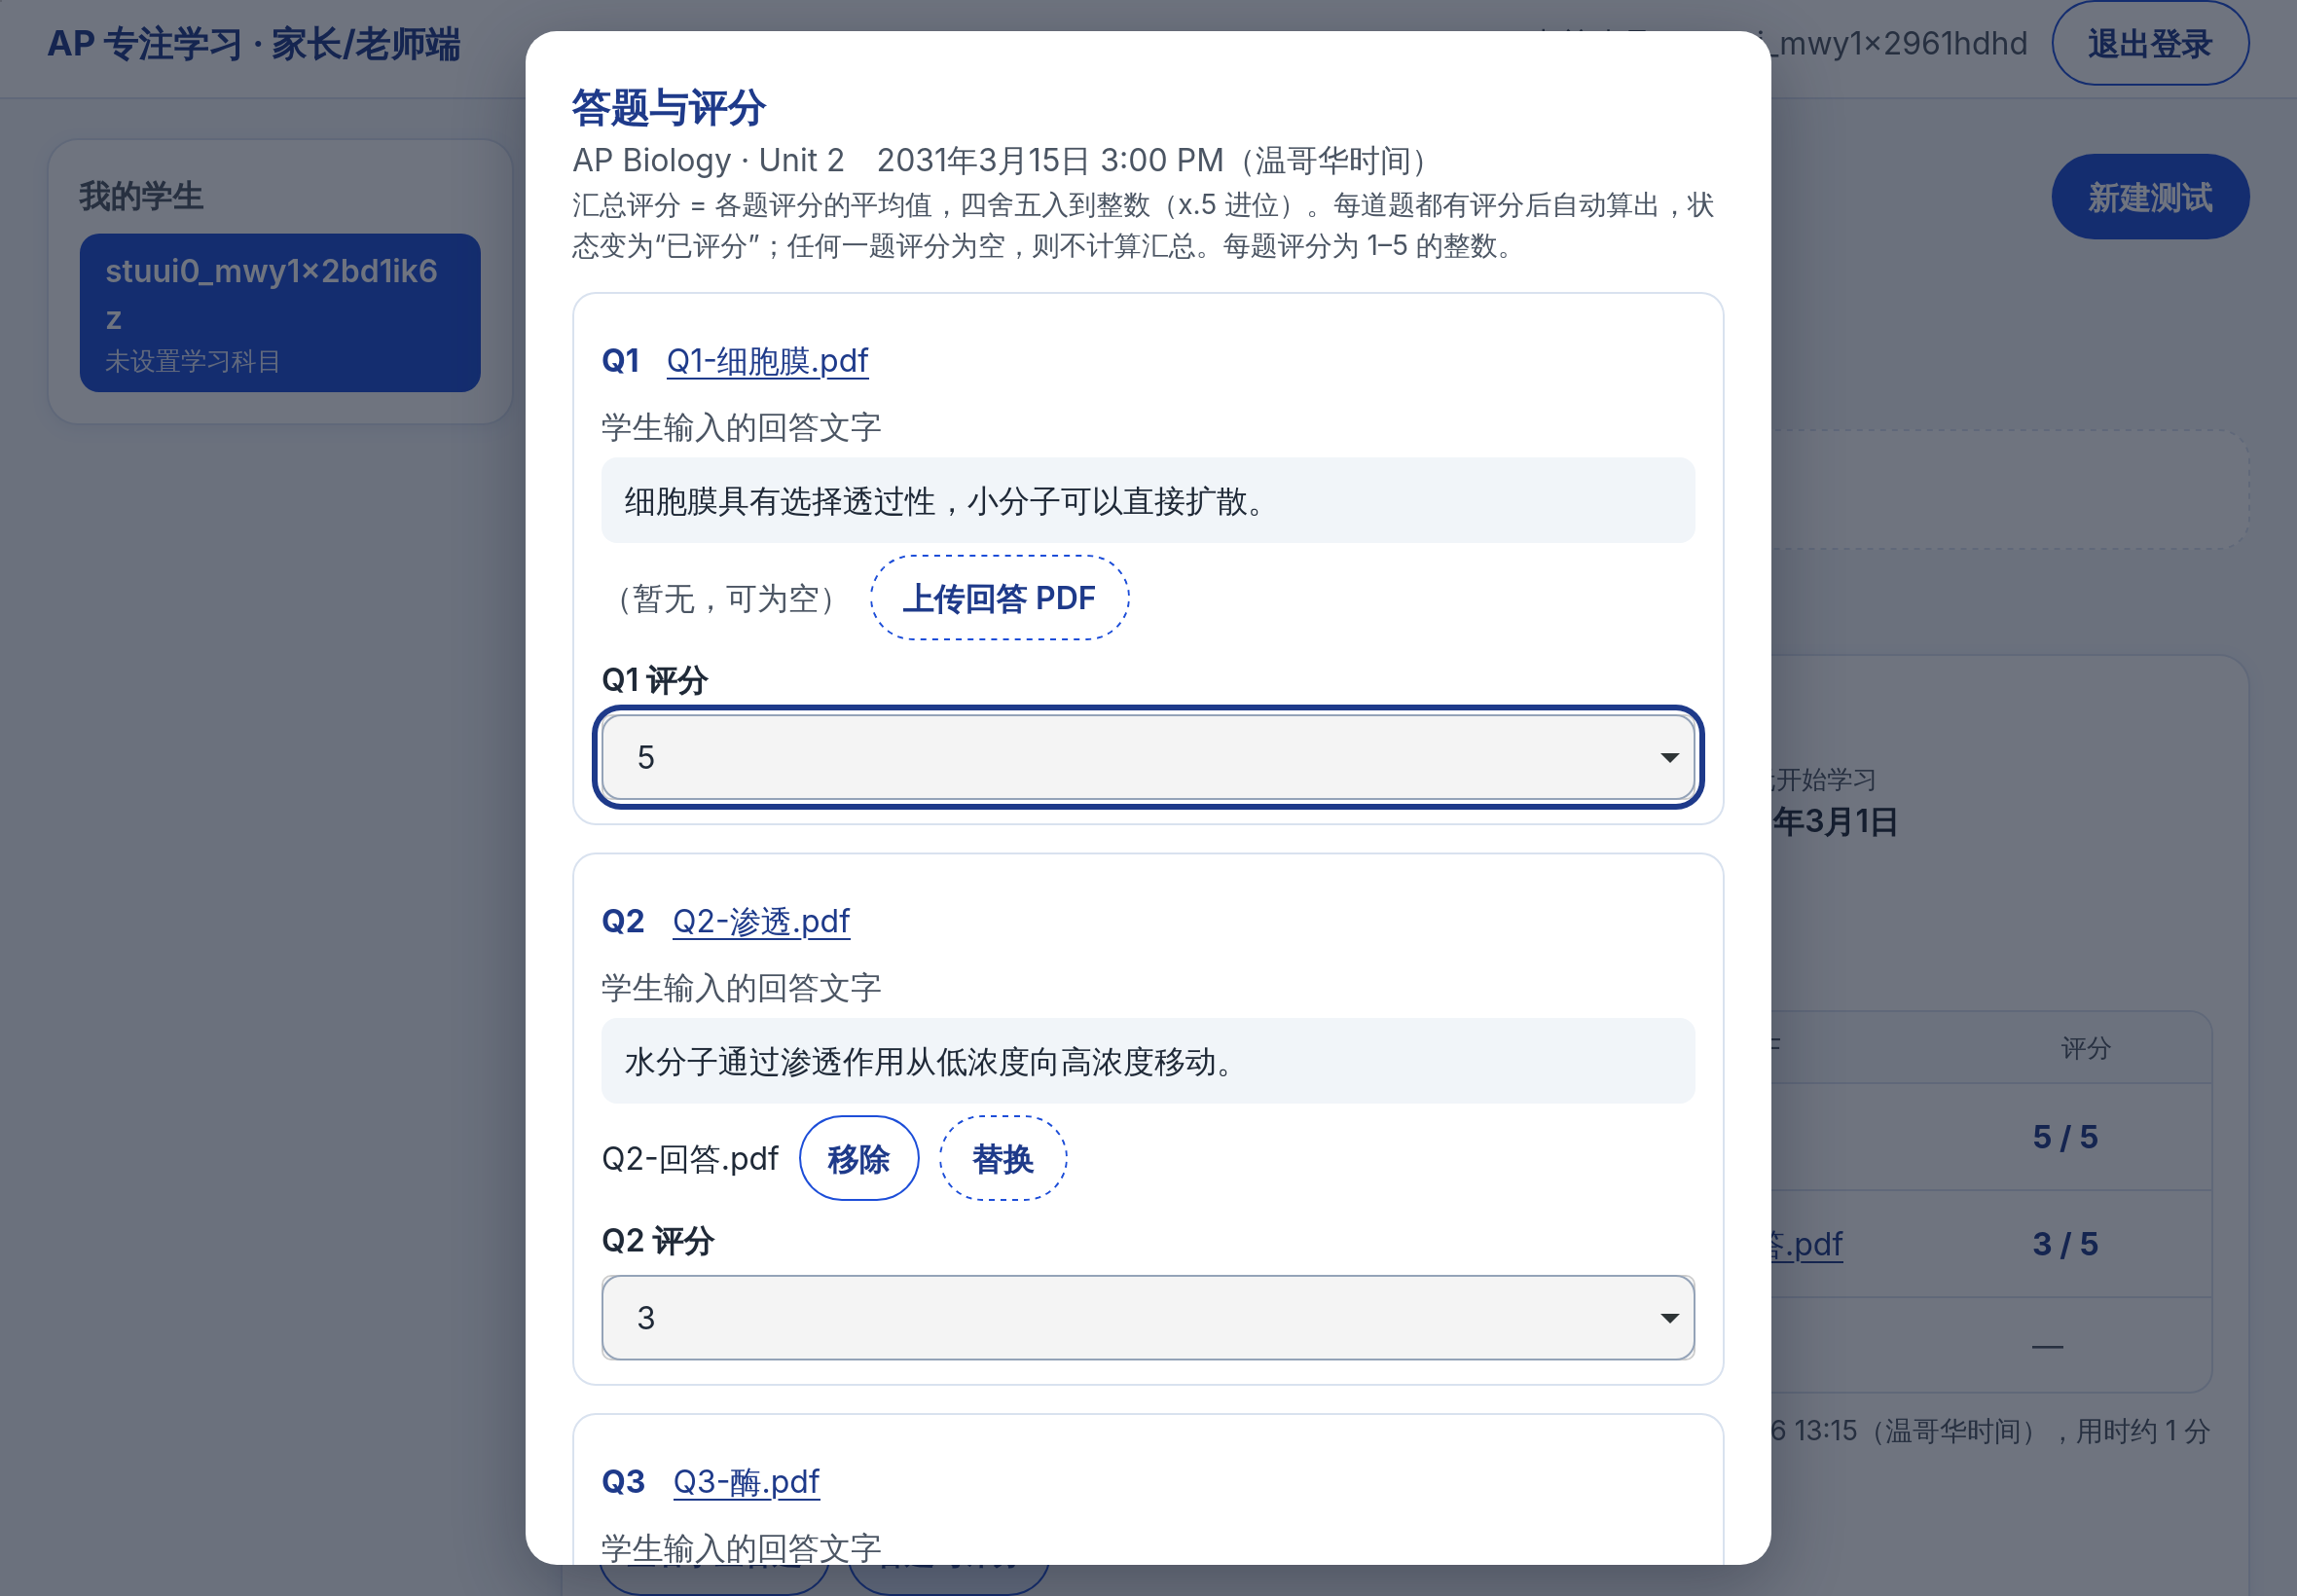 AP 专注学习 · 家长/老师端
i_mwy1x2961hdhd
退出登录
我的学生
stuui0_mwy1x2bd1ik6
z
未设置学习科目
新建测试
答题与评分
AP Biology · Unit 2 2031年3月15日 3:00 PM（温哥华时间）
汇总评分 = 各题评分的平均值，四舍五入到整数（x.5 进位）。每道题都有评分后自动算出，状
态变为“已评分”；任何一题评分为空，则不计算汇总。每题评分为 1–5 的整数。
Q1 Q1-细胞膜.pdf
学生输入的回答文字
细胞膜具有选择透过性，小分子可以直接扩散。
（暂无，可为空） 上传回答 PDF
Q1 评分
5
Q2 Q2-渗透.pdf
学生输入的回答文字
水分子通过渗透作用从低浓度向高浓度移动。
Q2-回答.pdf 移除 替换
Q2 评分
3
Q3 Q3-酶.pdf
学生输入的回答文字
开始学习
年3月1日
评分
5 / 5
答.pdf 3 / 5
—
6 13:15（温哥华时间），用时约 1 分